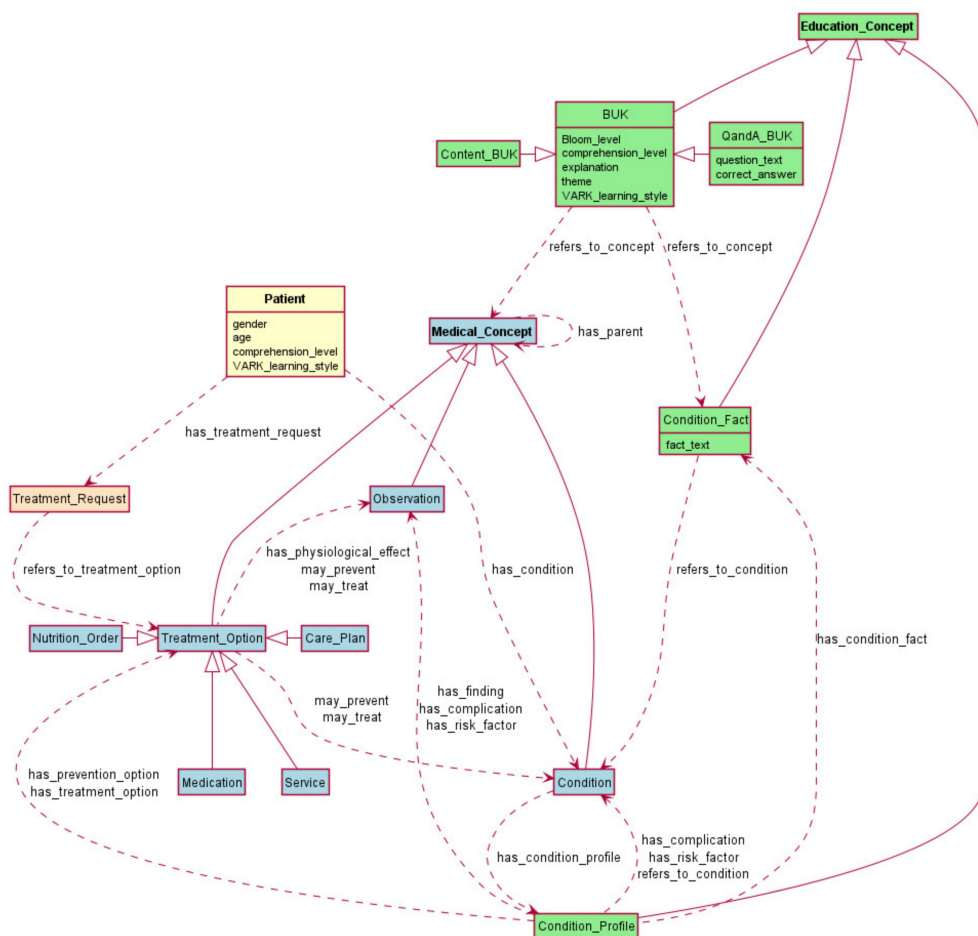 Education_Concept
BUK
Bloom_level
comprehension_level
explanation
theme
VARK_learning_style
Content_BUK
QandA_BUK
question_text
correct_answer
refers_to_concept
refers_to_concept
Patient
gender
age
comprehension_level
VARK_learning_style
Medical_Concept
has_parent
Condition_Fact
fact_text
has_treatment_request
Treatment_Request
Observation
has_physiological_effect
may_prevent
may_treat
has_condition
refers_to_condition
refers_to_treatment_option
Nutrition_Order
Treatment_Option
Care_Plan
has_condition_fact
may_prevent
may_treat
has_finding
has_complication
has_risk_factor
has_prevention_option
has_treatment_option
Medication
Service
Condition
has_condition_profile
has_complication
has_risk_factor
refers_to_condition
Condition_Profile